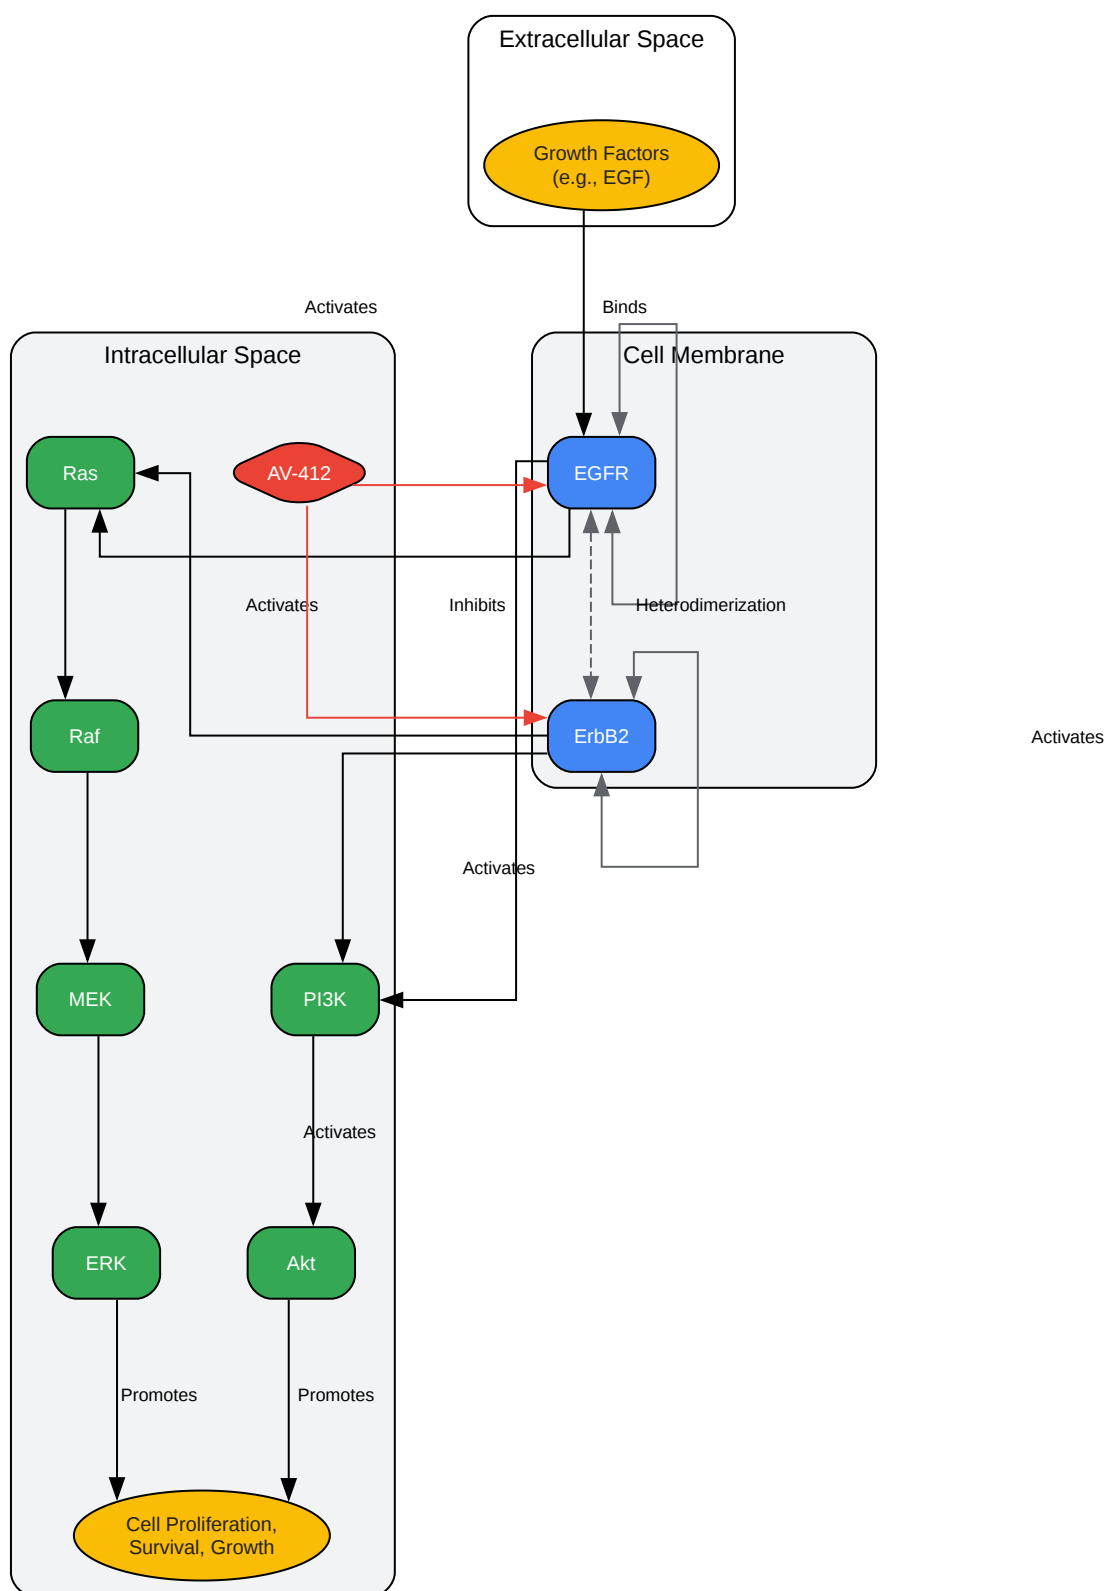 Extracellular Space
Growth Factors
(e.g., EGF)
Activates
Binds
Intracellular Space
Cell Membrane
Ras
AV-412
EGFR
Activates
Inhibits
Heterodimerization
Raf
ErbB2
Activates
Activates
MEK
PI3K
Activates
ERK
Akt
Promotes
Promotes
Cell Proliferation,
Survival, Growth